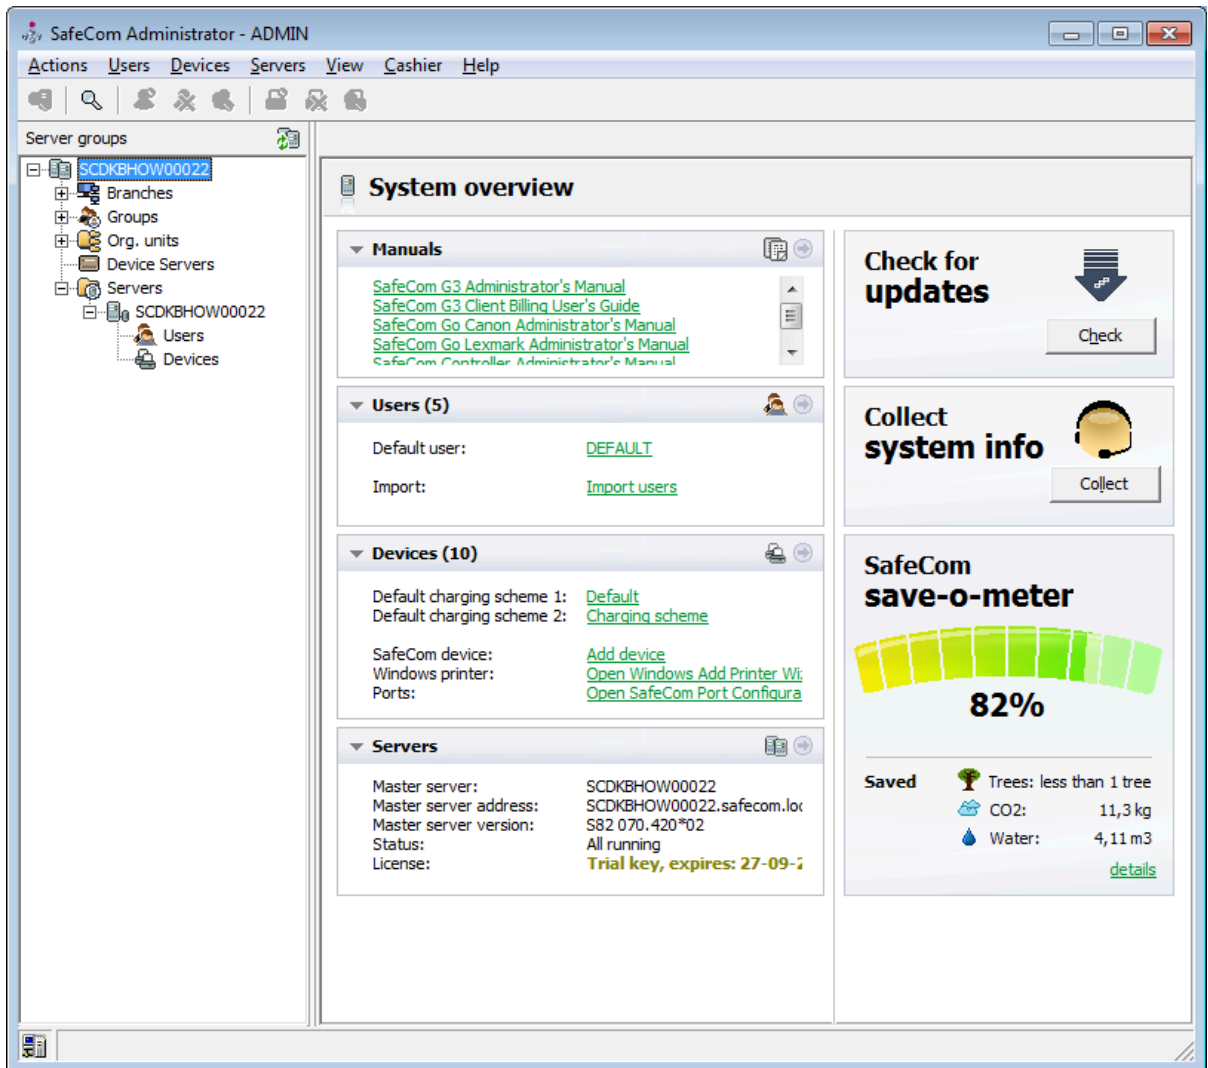 SafeCom Administrator - ADMIN
Actions Users Devices Servers View Cashier Help
Server groups
SCDKBHOW00022
Branches
Groups
Org. units
Device Servers
Servers
SCDKBHOW00022
Users
Devices
System overview
Manuals
SafeCom G3 Administrator's Manual
SafeCom G3 Client Billing User's Guide
SafeCom Go Canon Administrator's Manual
SafeCom Go Lexmark Administrator's Manual
SafeCom Controller Administrator's Manual
Users (5)
Default user: DEFAULT
Import: Import users
Devices (10)
Default charging scheme 1: Default
Default charging scheme 2: Charging scheme
SafeCom device: Add device
Windows printer: Open Windows Add Printer Wi
Ports: Open SafeCom Port Configura
Servers
Master server: SCDKBHOW00022
Master server address: SCDKBHOW00022.safecom.loc
Master server version: S82 070.420*02
Status: All running
License: Trial key, expires: 27-09-2
Check for
updates
Check
Collect
system info
Collect
SafeCom
save-o-meter
82%
Saved Trees: less than 1 tree
CO2: 11,3 kg
Water: 4,11 m3
details